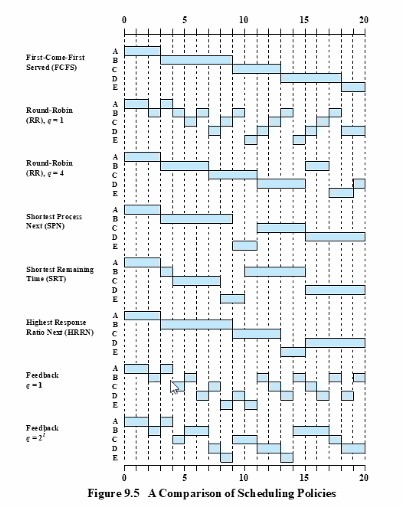 0 5 10 15 20
First-Come-First
Served (FCFS)
A
B
C
D
E
Round-Robin
(RR), q = 1
A
B
C
D
E
Round-Robin
(RR), q = 4
A
B
C
D
E
Shortest Process
Next (SPN)
A
B
C
D
E
Shortest Remaining
Time (SRT)
A
B
C
D
E
Highest Response
Ratio Next (HRRN)
A
B
C
D
E
Feedback
q = 1
A
B
C
D
E
Feedback
q = 2^i
A
B
C
D
E
0 5 10 15 20
Figure 9.5 A Comparison of Scheduling Policies